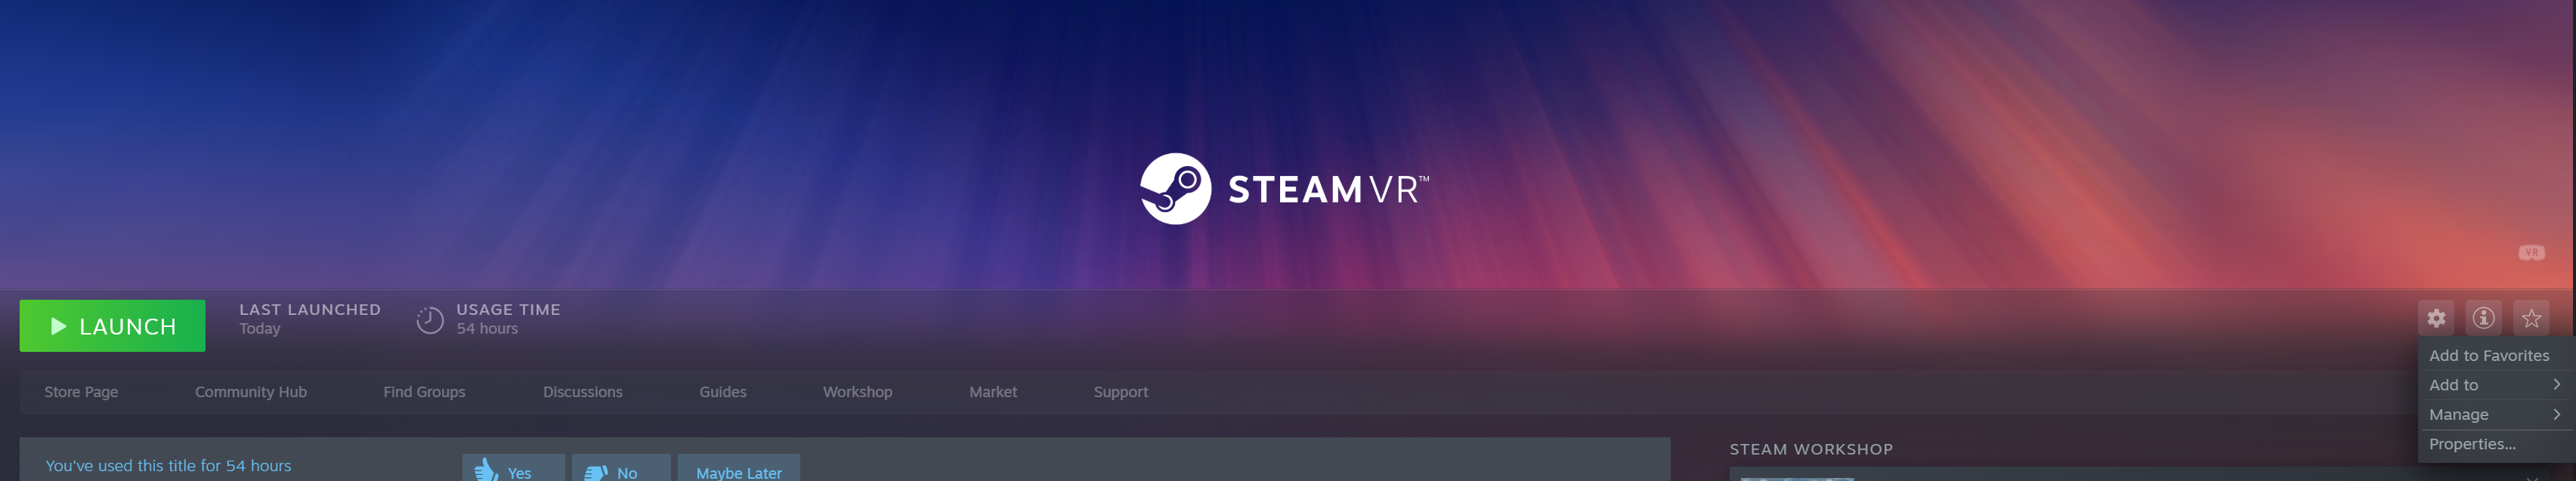 STEAMVR™
VR
LAUNCH
LAST LAUNCHED
Today
USAGE TIME
54 hours
Add to Favorites
Add to
Manage
Properties...
Store Page
Community Hub
Find Groups
Discussions
Guides
Workshop
Market
Support
You've used this title for 54 hours
Yes
No
Maybe Later
STEAM WORKSHOP